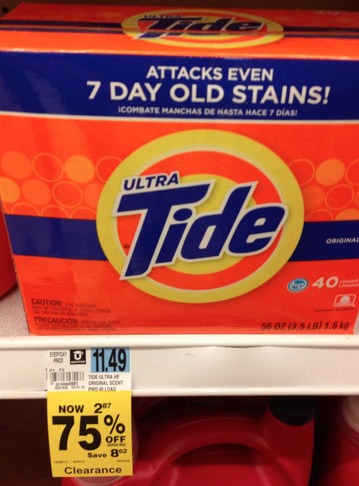 ULTRA
Tide
ATTACKS EVEN
7 DAY OLD STAINS!
¡COMBATE MANCHAS DE HASTA HACE 7 DÍAS!
ULTRA
Tide
ORIGINAL
he 40
CAUTION:
PRECAUCIÓN:
56 OZ (3.5 LB) 1.6 kg
EVERYDAY
PRICE
11.49
TIDE ULTRA HE
ORIGINAL SCENT
PWD 40 LOAD
NOW 2.87
75% OFF
Save 8.62
Clearance